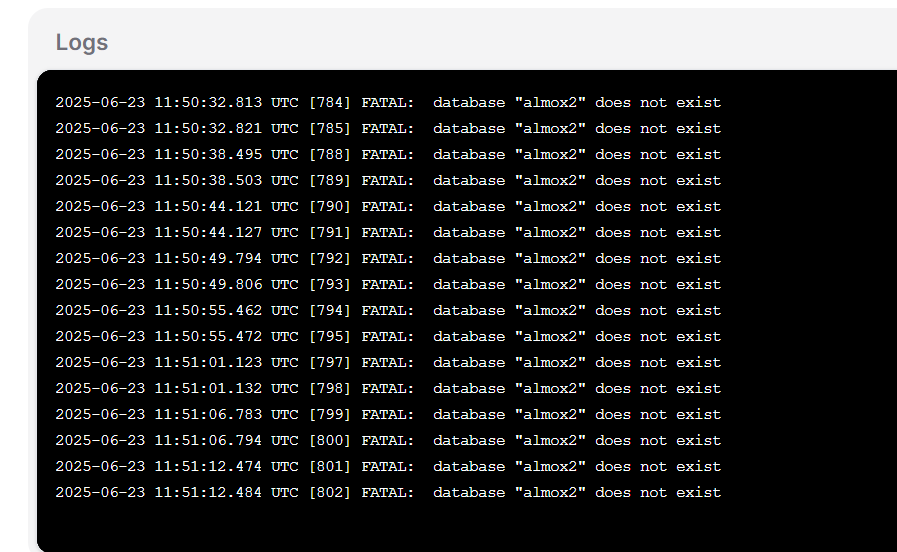 Logs
2025-06-23 11:50:32.813 UTC [784] FATAL:  database "almox2" does not exist
2025-06-23 11:50:32.821 UTC [785] FATAL:  database "almox2" does not exist
2025-06-23 11:50:38.495 UTC [788] FATAL:  database "almox2" does not exist
2025-06-23 11:50:38.503 UTC [789] FATAL:  database "almox2" does not exist
2025-06-23 11:50:44.121 UTC [790] FATAL:  database "almox2" does not exist
2025-06-23 11:50:44.127 UTC [791] FATAL:  database "almox2" does not exist
2025-06-23 11:50:49.794 UTC [792] FATAL:  database "almox2" does not exist
2025-06-23 11:50:49.806 UTC [793] FATAL:  database "almox2" does not exist
2025-06-23 11:50:55.462 UTC [794] FATAL:  database "almox2" does not exist
2025-06-23 11:50:55.472 UTC [795] FATAL:  database "almox2" does not exist
2025-06-23 11:51:01.123 UTC [797] FATAL:  database "almox2" does not exist
2025-06-23 11:51:01.132 UTC [798] FATAL:  database "almox2" does not exist
2025-06-23 11:51:06.783 UTC [799] FATAL:  database "almox2" does not exist
2025-06-23 11:51:06.794 UTC [800] FATAL:  database "almox2" does not exist
2025-06-23 11:51:12.474 UTC [801] FATAL:  database "almox2" does not exist
2025-06-23 11:51:12.484 UTC [802] FATAL:  database "almox2" does not exist